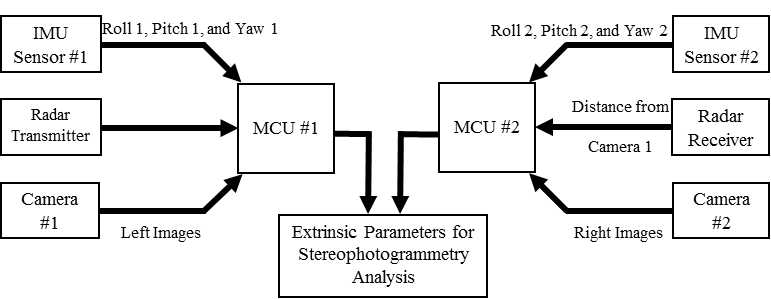 IMU
Sensor #1
Roll 1, Pitch 1, and Yaw 1
Roll 2, Pitch 2, and Yaw 2
IMU
Sensor #2
Radar
Transmitter
MCU #1
MCU #2
Distance from
Camera 1
Radar
Receiver
Camera
#1
Left Images
Extrinsic Parameters for
Stereophotogrammetry
Analysis
Right Images
Camera
#2